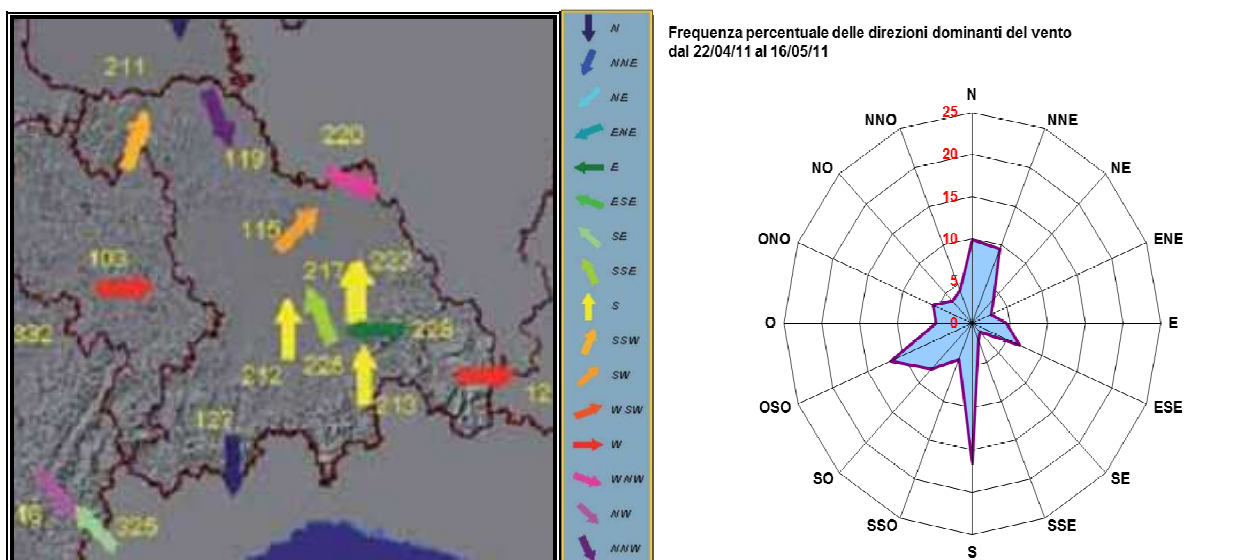 211
119
220
115
103
217
222
332
228
212
225
213
12
127
46
325
N
NNE
NE
ENE
E
ESE
SE
SSE
S
SSW
SW
WSW
W
WNW
NW
NNW
Frequenza percentuale delle direzioni dominanti del vento
dal 22/04/11 al 16/05/11
N
25
NNO
NNE
20
NO
NE
15
ONO
10
ENE
5
O
0
E
OSO
ESE
SO
SE
SSO
SSE
S